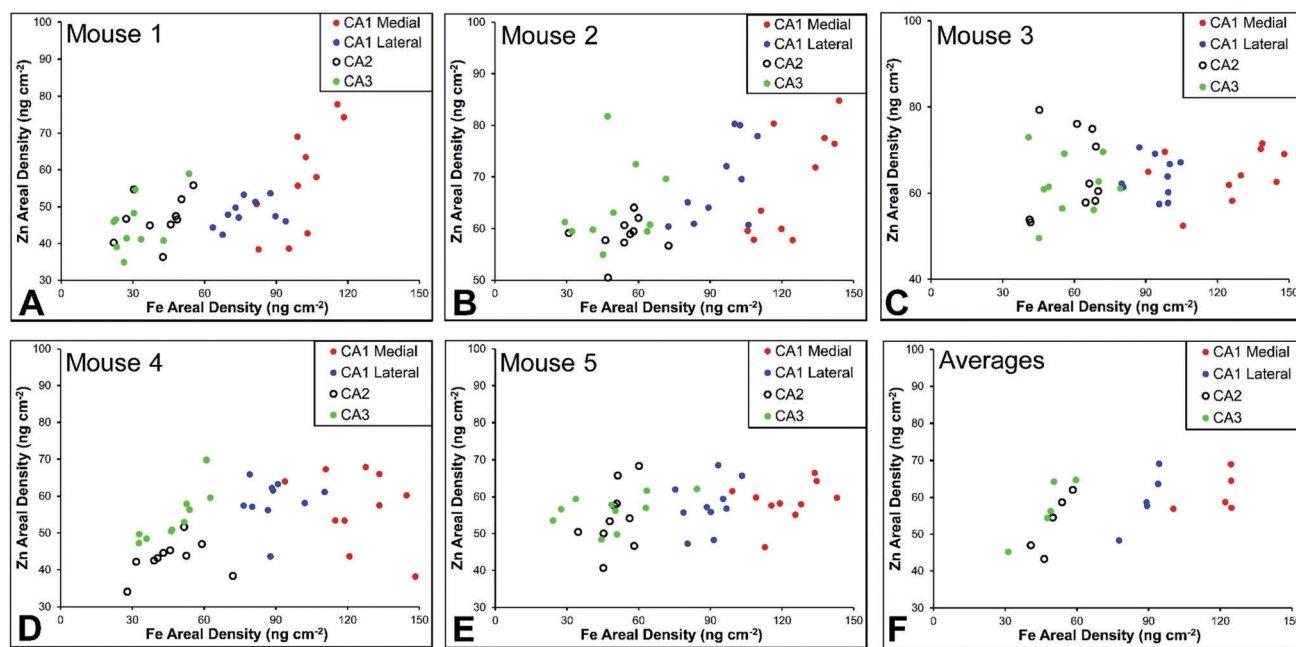 Mouse 1
CA1 Medial
CA1 Lateral
CA2
CA3
Zn Areal Density (ng cm⁻²)
100
90
80
70
60
50
40
30
0
30
60
90
120
150
Fe Areal Density (ng cm⁻²)
A
Mouse 2
CA1 Medial
CA1 Lateral
CA2
CA3
Zn Areal Density (ng cm⁻²)
100
90
80
70
60
50
0
30
60
90
120
150
Fe Areal Density (ng cm⁻²)
B
Mouse 3
CA1 Medial
CA1 Lateral
CA2
CA3
Zn Areal Density (ng cm⁻²)
100
80
60
40
0
30
60
90
120
150
Fe Areal Density (ng cm⁻²)
C
Mouse 4
CA1 Medial
CA1 Lateral
CA2
CA3
Zn Areal Density (ng cm⁻²)
100
90
80
70
60
50
40
30
0
30
60
90
120
150
Fe Areal Density (ng cm⁻²)
D
Mouse 5
CA1 Medial
CA1 Lateral
CA2
CA3
Zn Areal Density (ng cm⁻²)
100
90
80
70
60
50
40
30
0
30
60
90
120
150
Fe Areal Density (ng cm⁻²)
E
Averages
CA1 Medial
CA1 Lateral
CA2
CA3
Zn Areal Density (ng cm⁻²)
100
90
80
70
60
50
40
30
0
30
60
90
120
150
Fe Areal Density (ng cm⁻²)
F